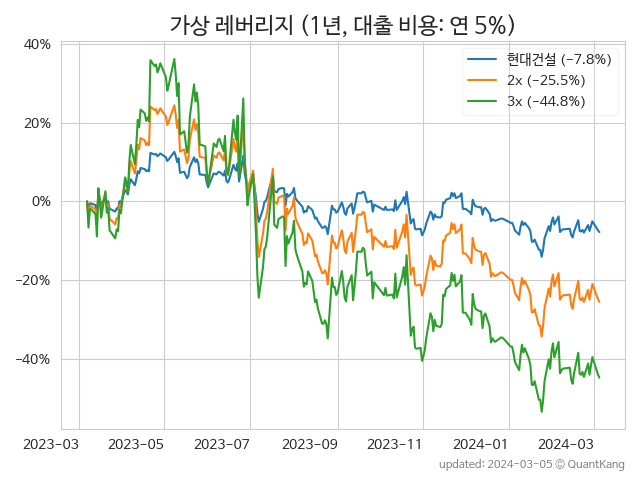 가상 레버리지 (1년, 대출 비용: 연 5%)
현대건설 (−7.8%)
2x (−25.5%)
3x (−44.8%)
40%
20%
0%
−20%
−40%
2023-03 2023-05 2023-07 2023-09 2023-11 2024-01 2024-03
updated: 2024-03-05 © QuantKang